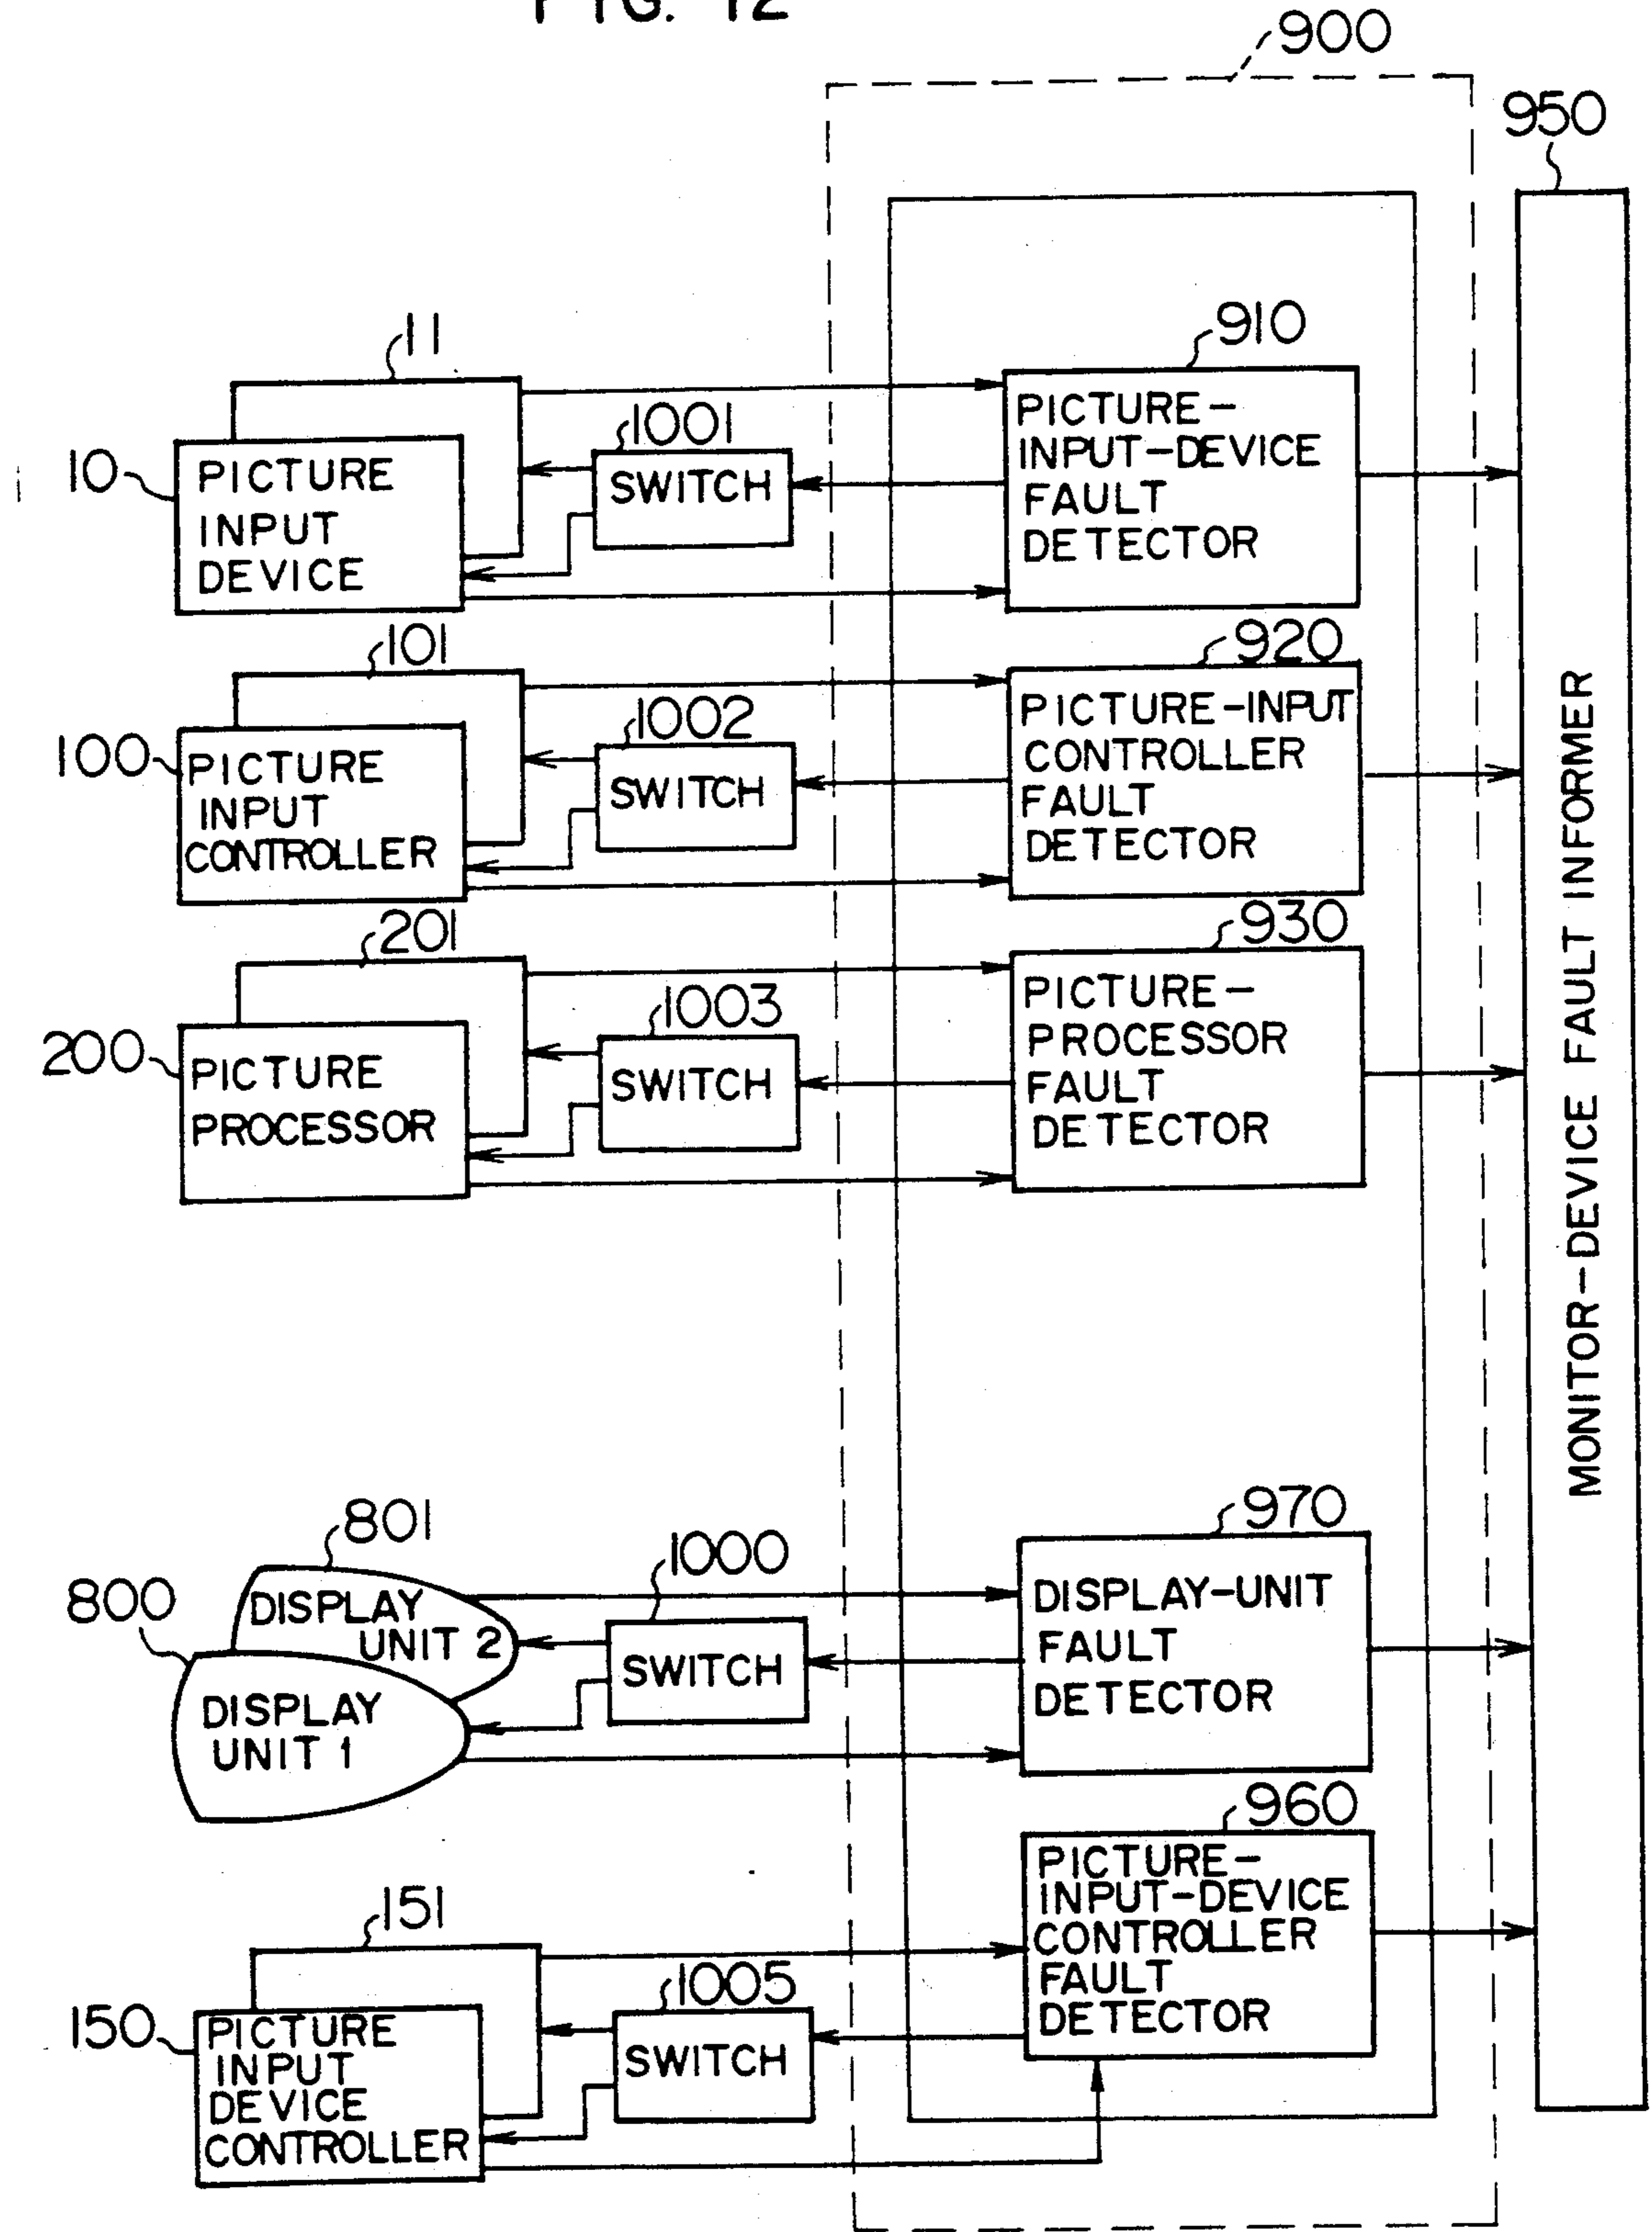 FIG. 12
900
950
910
11
PICTURE-
INPUT-DEVICE
FAULT
DETECTOR
1001
SWITCH
10
PICTURE
INPUT
DEVICE
920
101
PICTURE-INPUT
CONTROLLER
FAULT
DETECTOR
1002
SWITCH
100
PICTURE
INPUT
CONTROLLER
930
201
PICTURE-
PROCESSOR
FAULT
DETECTOR
1003
SWITCH
200
PICTURE
PROCESSOR
MONITOR-DEVICE FAULT INFORMER
970
801
1000
800
DISPLAY
UNIT 2
DISPLAY-UNIT
FAULT
DETECTOR
SWITCH
DISPLAY
UNIT 1
960
PICTURE-
INPUT-DEVICE
CONTROLLER
FAULT
DETECTOR
151
1005
SWITCH
150
PICTURE
INPUT
DEVICE
CONTROLLER